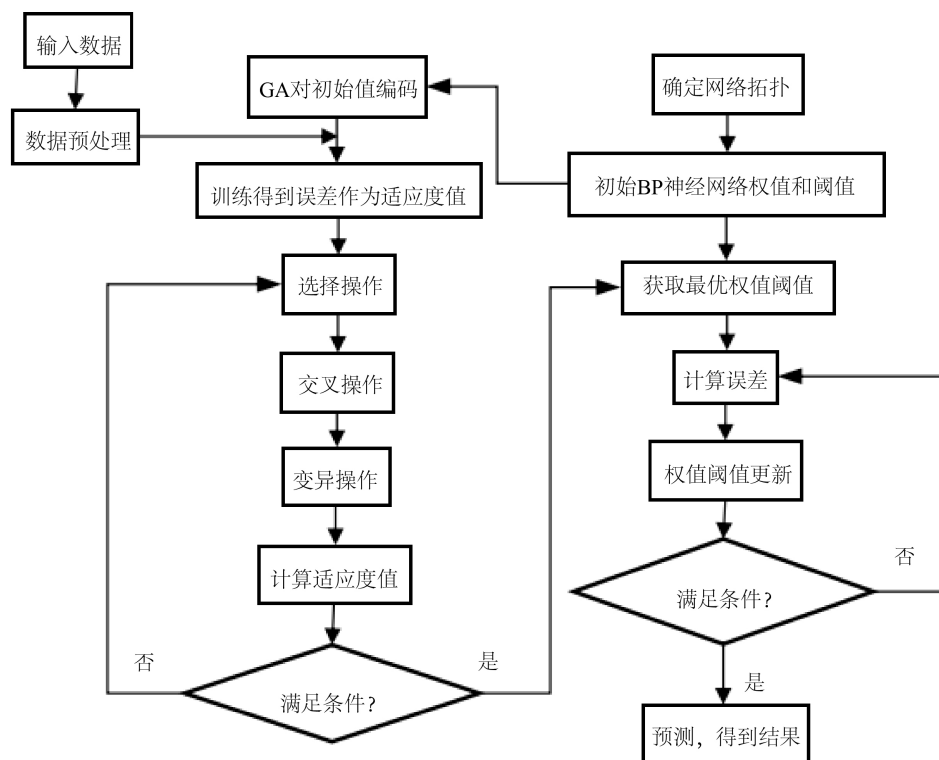 输入数据
数据预处理
GA对初始值编码
训练得到误差作为适应度值
选择操作
交叉操作
变异操作
计算适应度值
满足条件?
否
是
确定网络拓扑
初始BP神经网络权值和阈值
获取最优权值阈值
计算误差
权值阈值更新
满足条件?
否
是
预测，得到结果